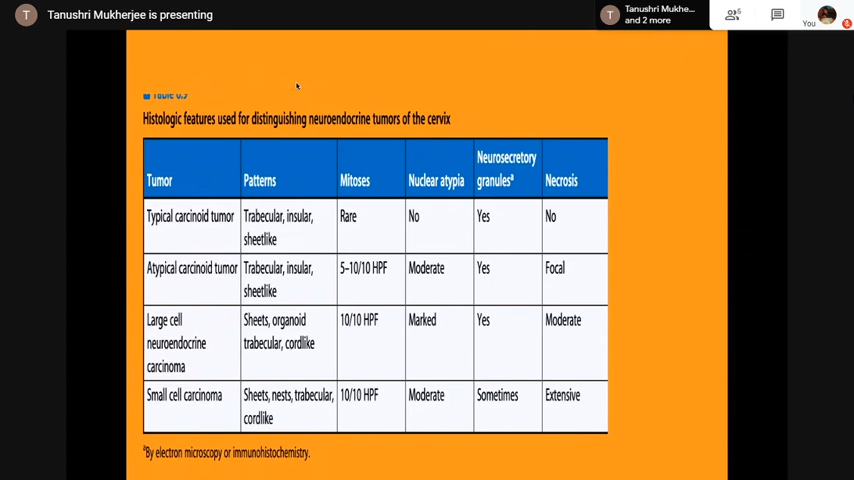 T Tanushri Mukherjee is presenting
T Tanushri Mukhe...
and 2 more
6
You
Histologic features used for distinguishing neuroendocrine tumors of the cervix
Neurosecretory
Tumor Patterns Mitoses Nuclear atypia granulesª Necrosis
Typical carcinoid tumor Trabecular, insular, Rare No Yes No
sheetlike
Atypical carcinoid tumor Trabecular, insular, 5–10/10 HPF Moderate Yes Focal
sheetlike
Large cell Sheets, organoid 10/10 HPF Marked Yes Moderate
neuroendocrine trabecular, cordlike
carcinoma
Small cell carcinoma Sheets, nests, trabecular, 10/10 HPF Moderate Sometimes Extensive
cordlike
ªBy electron microscopy or immunohistochemistry.